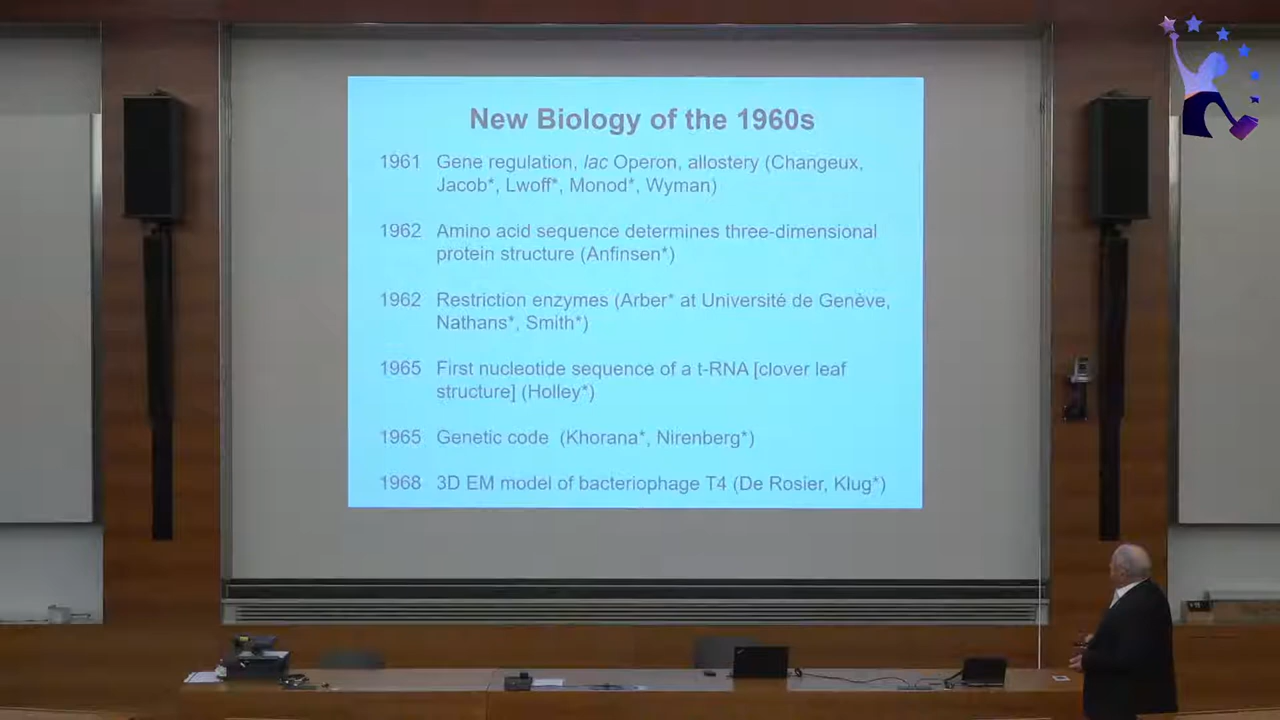 New Biology of the 1960s
1961 Gene regulation, lac Operon, allostery (Changeux,
Jacob*, Lwoff*, Monod*, Wyman)
1962 Amino acid sequence determines three-dimensional
protein structure (Anfinsen*)
1962 Restriction enzymes (Arber* at Université de Genève,
Nathans*, Smith*)
1965 First nucleotide sequence of a t-RNA [clover leaf
structure] (Holley*)
1965 Genetic code (Khorana*, Nirenberg*)
1968 3D EM model of bacteriophage T4 (De Rosier, Klug*)